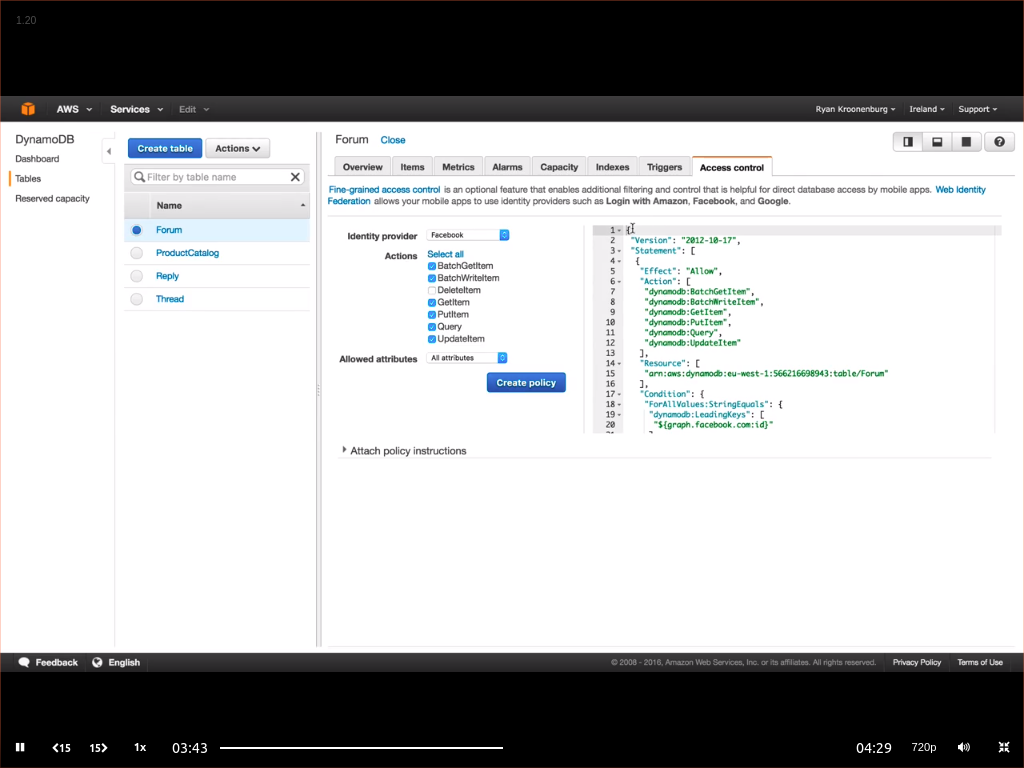 1.20
AWS Services Edit Ryan Kroonenburg Ireland Support
DynamoDB
Dashboard
Tables
Reserved capacity
Create table Actions
Filter by table name
Name
Forum
ProductCatalog
Reply
Thread
Forum Close
Overview Items Metrics Alarms Capacity Indexes Triggers Access control
Fine-grained access control is an optional feature that enables additional filtering and control that is helpful for direct database access by mobile apps. Web Identity
Federation allows your mobile apps to use identity providers such as Login with Amazon, Facebook, and Google.
Identity provider Facebook
Actions Select all
BatchGetItem
BatchWriteItem
DeleteItem
GetItem
PutItem
Query
UpdateItem
Allowed attributes All attributes
Create policy
1 {
2 "Version": "2012-10-17",
3 "Statement": [
4 {
5 "Effect": "Allow",
6 "Action": [
7 "dynamodb:BatchGetItem",
8 "dynamodb:BatchWriteItem",
9 "dynamodb:GetItem",
10 "dynamodb:PutItem",
11 "dynamodb:Query",
12 "dynamodb:UpdateItem"
13 ],
14 "Resource": [
15 "arn:aws:dynamodb:eu-west-1:566216698943:table/Forum"
16 ],
17 "Condition": {
18 "ForAllValues:StringEquals": {
19 "dynamodb:LeadingKeys": [
20 "${graph.facebook.com:id}"
Attach policy instructions
Feedback English © 2008 - 2016, Amazon Web Services, Inc. or its affiliates. All rights reserved. Privacy Policy Terms of Use
15 15 1x 03:43 04:29 720p